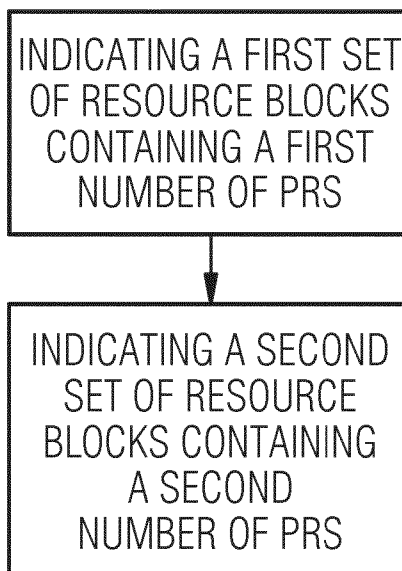 INDICATING A FIRST SET
OF RESOURCE BLOCKS
CONTAINING A FIRST
NUMBER OF PRS
INDICATING A SECOND
SET OF RESOURCE
BLOCKS CONTAINING
A SECOND
NUMBER OF PRS